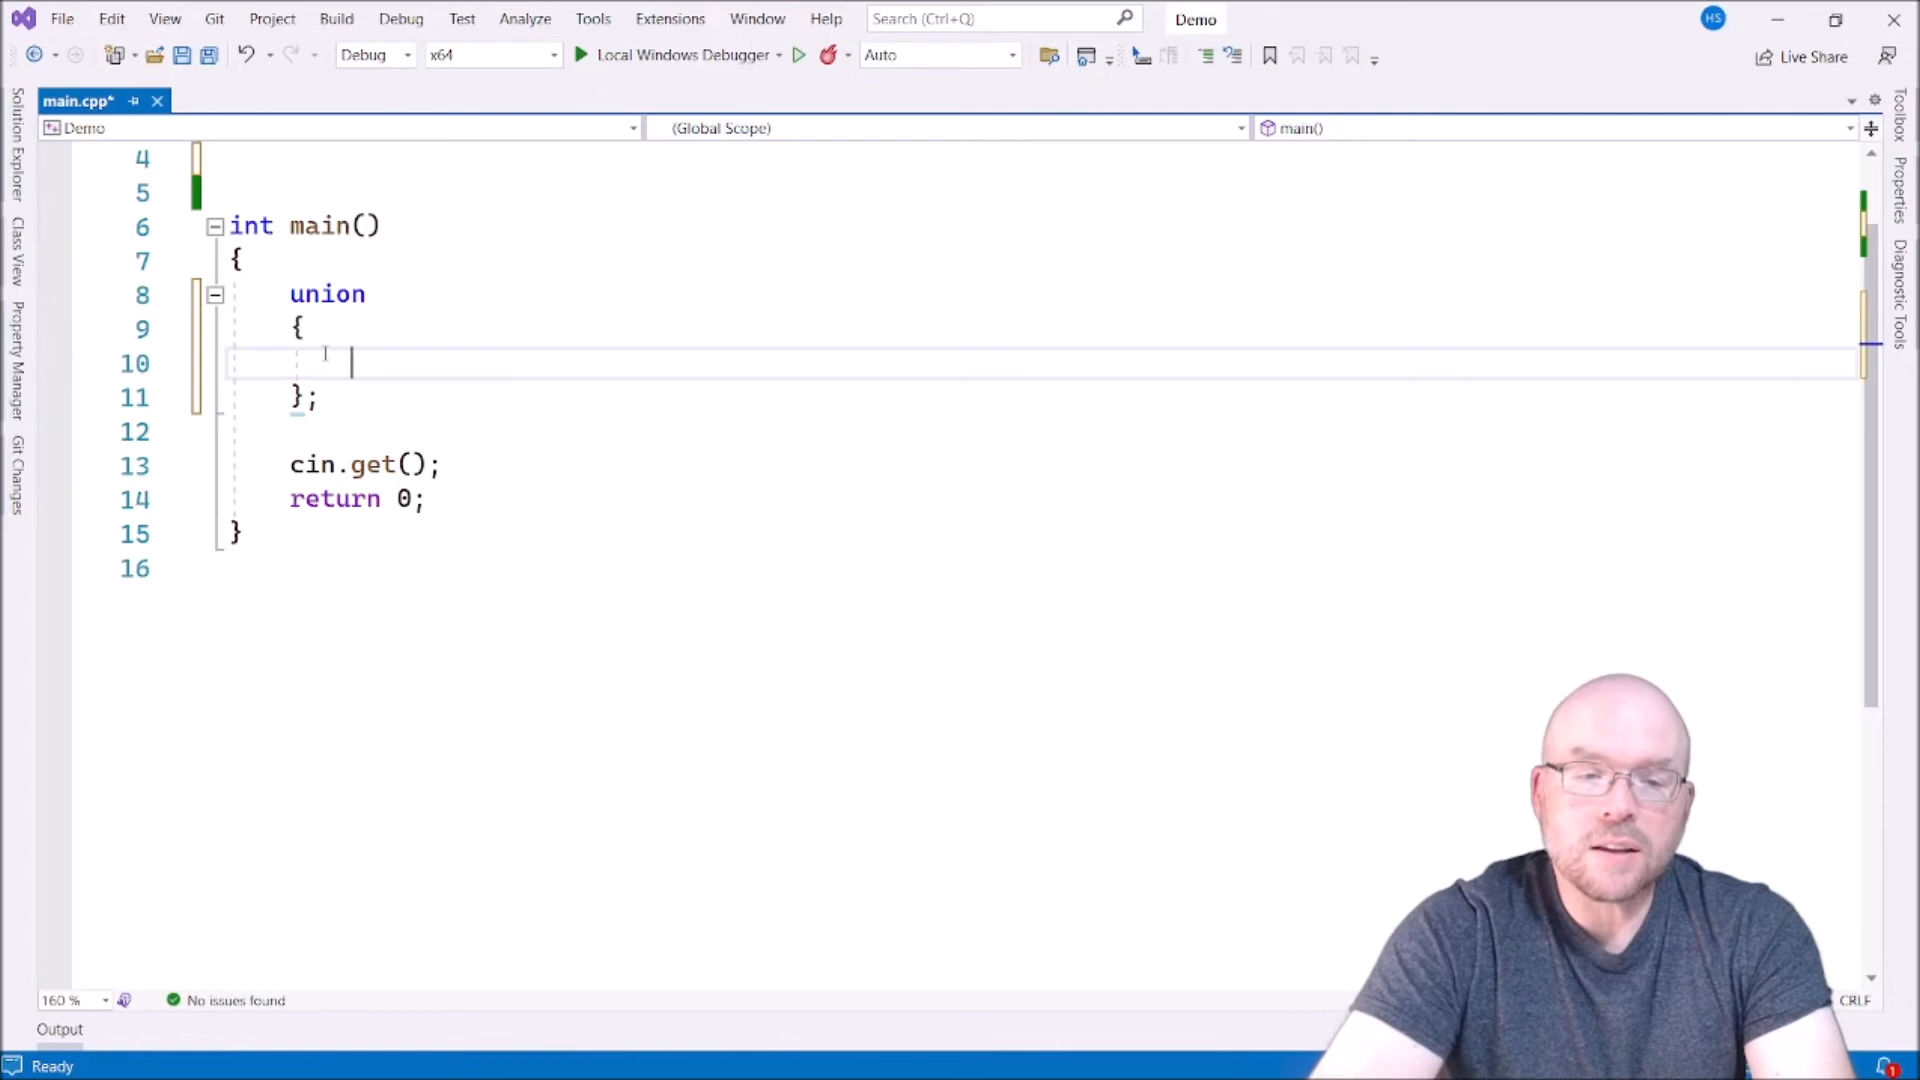 File Edit View Git Project Build Debug Test Analyze Tools Extensions Window Help Search (Ctrl+Q) Demo HS
Debug x64 Local Windows Debugger Auto Live Share
main.cpp*
Demo (Global Scope) main()
Solution Explorer
Class View
Property Manager
Git Changes
4
5
6 int main()
7 {
8 union
9 {
10
11 };
12
13 cin.get();
14 return 0;
15 }
16
Toolbox
Properties
Diagnostic Tools
160 % No issues found CRLF
Output
Ready 1